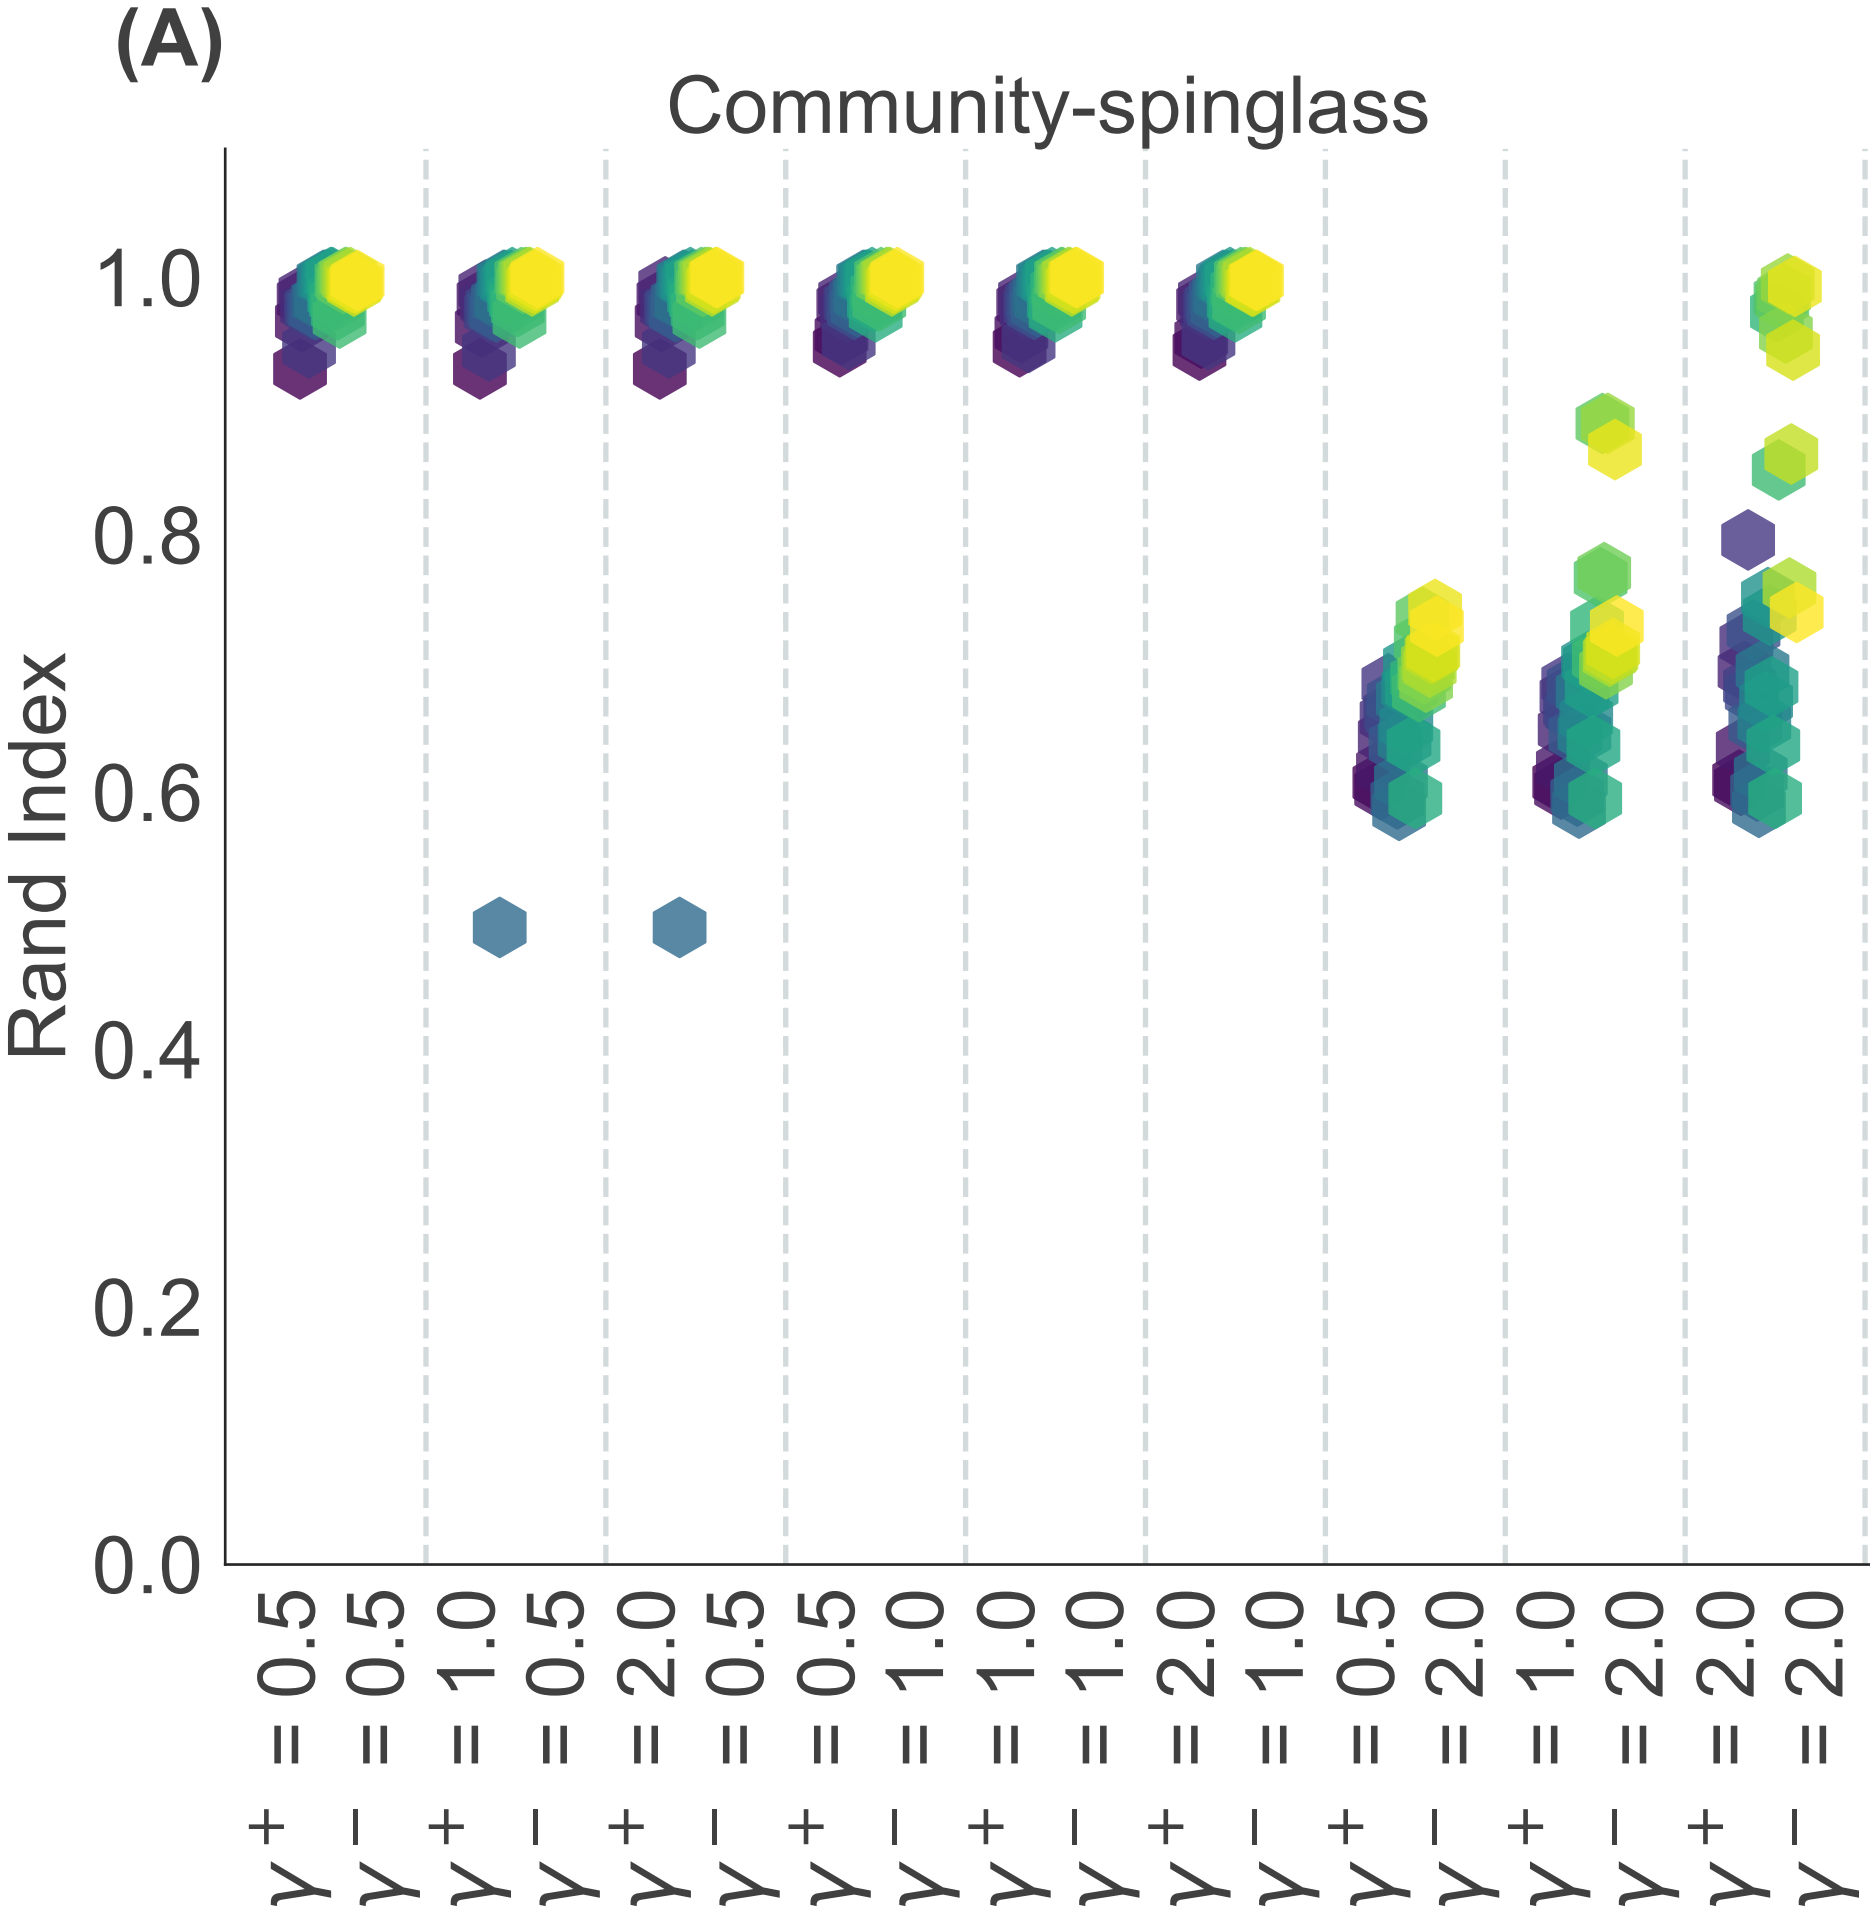 (A)
Community-spinglass
Rand Index
1.0
0.8
0.6
0.4
0.2
0.0
γ+ = 0.5
γ− = 0.5
γ+ = 1.0
γ− = 0.5
γ+ = 2.0
γ− = 0.5
γ+ = 0.5
γ− = 1.0
γ+ = 1.0
γ− = 1.0
γ+ = 2.0
γ− = 1.0
γ+ = 0.5
γ− = 2.0
γ+ = 1.0
γ− = 2.0
γ+ = 2.0
γ− = 2.0